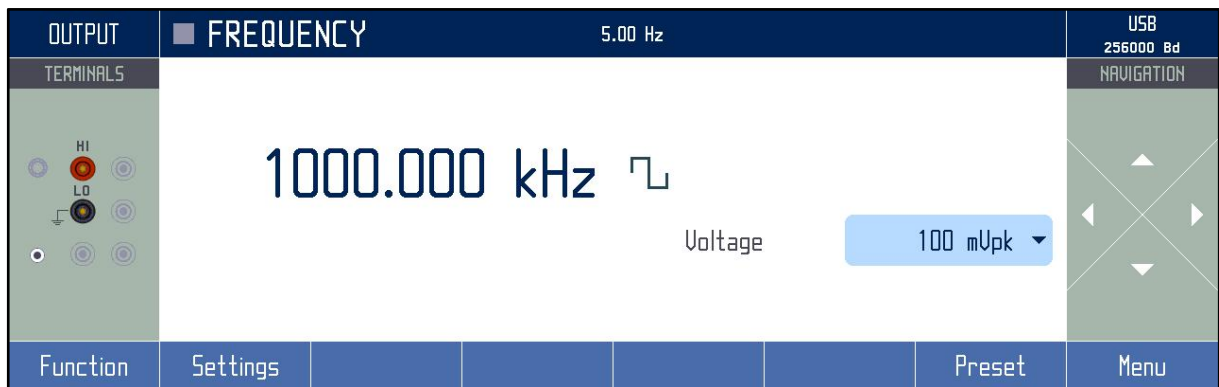 OUTPUT
FREQUENCY
5.00 Hz
USB
256000 Bd
TERMINALS
NAVIGATION
HI
LO
1000.000 kHz
Voltage
100 mVpk
Function
Settings
Preset
Menu